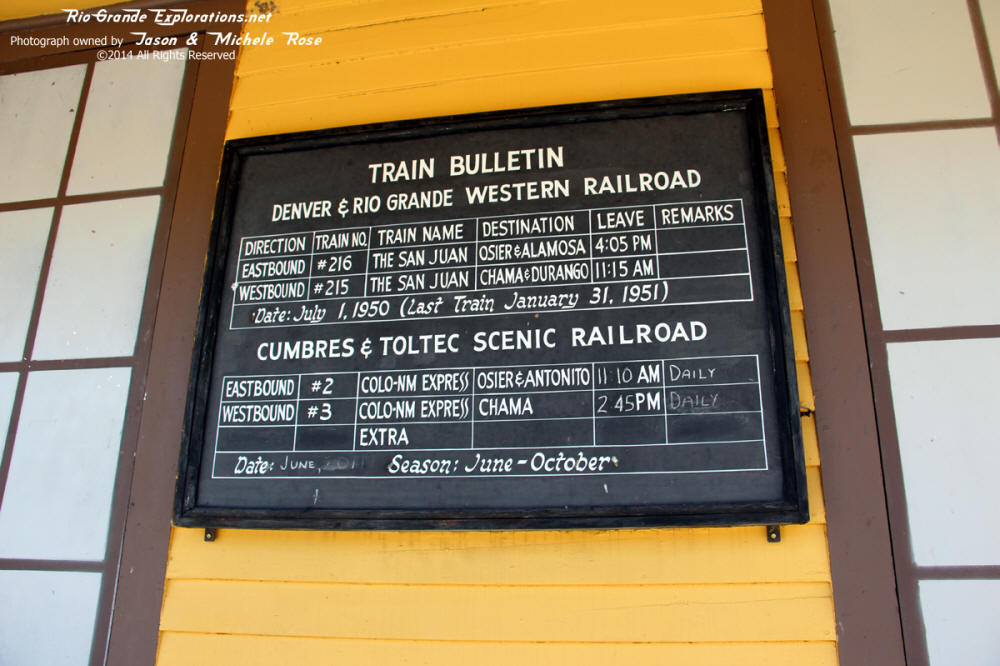 Rio Grande Explorations.net
Photograph owned by Jason & Michele Rose
©2014 All Rights Reserved
TRAIN BULLETIN
DENVER & RIO GRANDE WESTERN RAILROAD
DIRECTION TRAIN NO. TRAIN NAME DESTINATION LEAVE REMARKS
EASTBOUND #216 THE SAN JUAN OSIER & ALAMOSA 4:05 PM
WESTBOUND #215 THE SAN JUAN CHAMA & DURANGO 11:15 AM
Date: July 1, 1950 (Last Train January 31, 1951)
CUMBRES & TOLTEC SCENIC RAILROAD
EASTBOUND #2 COLO-NM EXPRESS OSIER & ANTONITO 11:10 AM DAILY
WESTBOUND #3 COLO-NM EXPRESS CHAMA 2:45 PM DAILY
EXTRA
Date: JUNE, Season: June - October